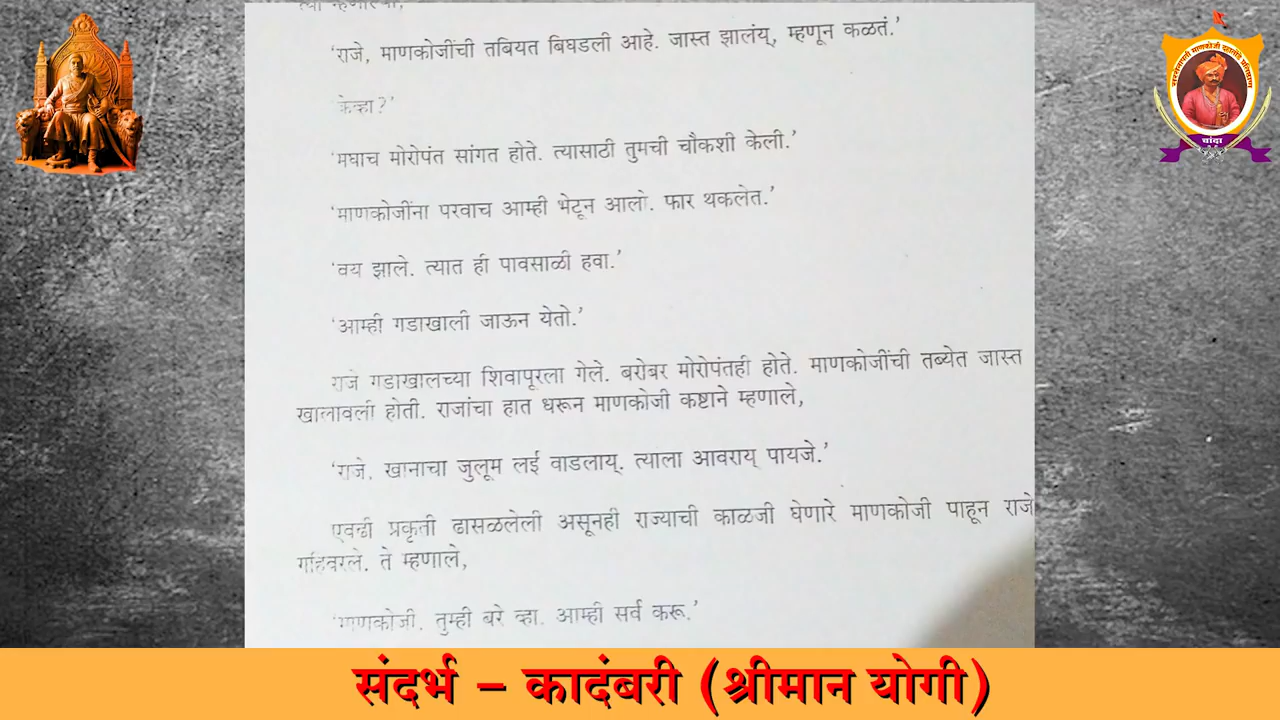 त्या म्हणाल्या,
‘राजे, माणकोजींची तबियत बिघडली आहे. जास्त झालंय्, म्हणून कळतं.’
केव्हा?’
‘मघाच मोरोपंत सांगत होते. त्यासाठी तुमची चौकशी केली.’
‘माणकोजींना परवाच आम्ही भेटून आलो. फार थकलेत.’
‘वय झाले. त्यात ही पावसाळी हवा.’
‘आम्ही गडाखाली जाऊन येतो.’
राजे गडाखालच्या शिवापूरला गेले. बरोबर मोरोपंतही होते. माणकोजींची तब्येत जास्त
खालावली होती. राजांचा हात धरून माणकोजी कष्टाने म्हणाले,
‘राजे, खानाचा जुलूम लई वाडलाय्. त्याला आवराय् पायजे.’
एवढी प्रकृती ढासळलेली असूनही राज्याची काळजी घेणारे माणकोजी पाहून राजे
गहिवरले. ते म्हणाले,
‘माणकोजी, तुम्ही बरे व्हा. आम्ही सर्व करू.’
चांदा
संदर्भ – कादंबरी (श्रीमान योगी)